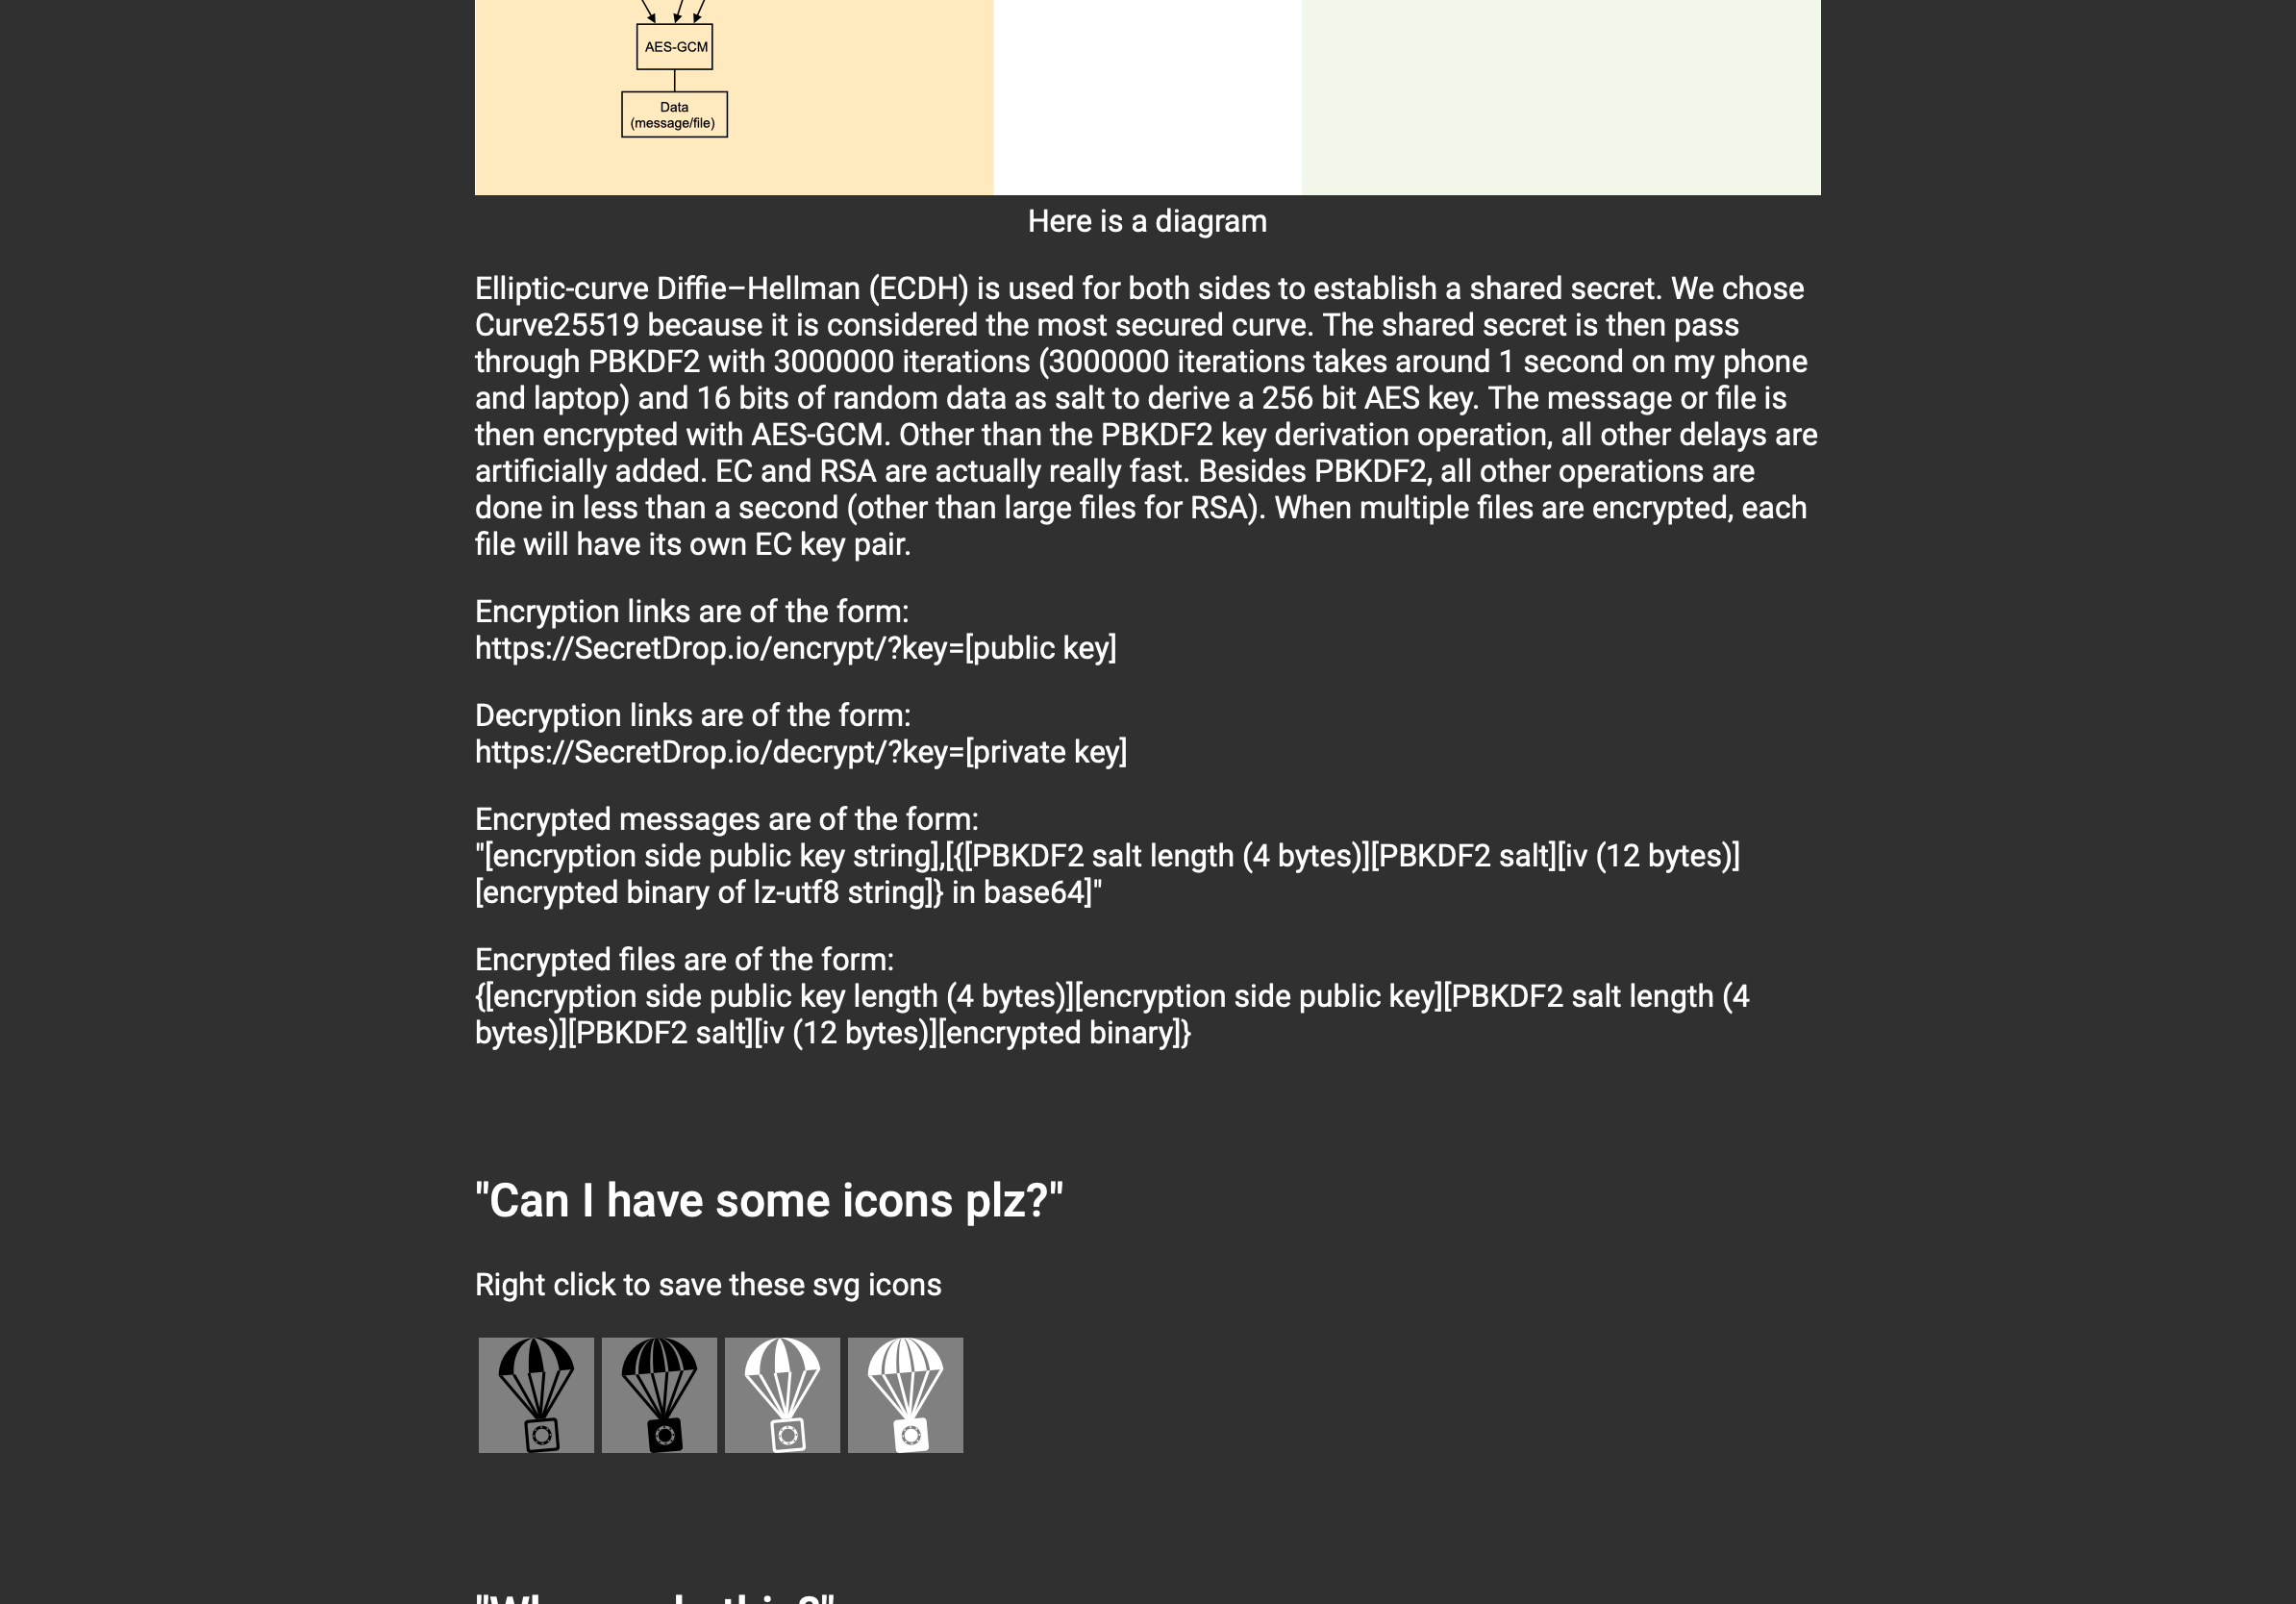 AES-GCM
Data
(message/file)
Here is a diagram
Elliptic-curve Diffie–Hellman (ECDH) is used for both sides to establish a shared secret. We chose
Curve25519 because it is considered the most secured curve. The shared secret is then pass
through PBKDF2 with 3000000 iterations (3000000 iterations takes around 1 second on my phone
and laptop) and 16 bits of random data as salt to derive a 256 bit AES key. The message or file is
then encrypted with AES-GCM. Other than the PBKDF2 key derivation operation, all other delays are
artificially added. EC and RSA are actually really fast. Besides PBKDF2, all other operations are
done in less than a second (other than large files for RSA). When multiple files are encrypted, each
file will have its own EC key pair.
Encryption links are of the form:
https://SecretDrop.io/encrypt/?key=[public key]
Decryption links are of the form:
https://SecretDrop.io/decrypt/?key=[private key]
Encrypted messages are of the form:
"[encryption side public key string],[{[PBKDF2 salt length (4 bytes)][PBKDF2 salt][iv (12 bytes)]
[encrypted binary of lz-utf8 string]} in base64]"
Encrypted files are of the form:
{[encryption side public key length (4 bytes)][encryption side public key][PBKDF2 salt length (4
bytes)][PBKDF2 salt][iv (12 bytes)][encrypted binary]}
"Can I have some icons plz?"
Right click to save these svg icons